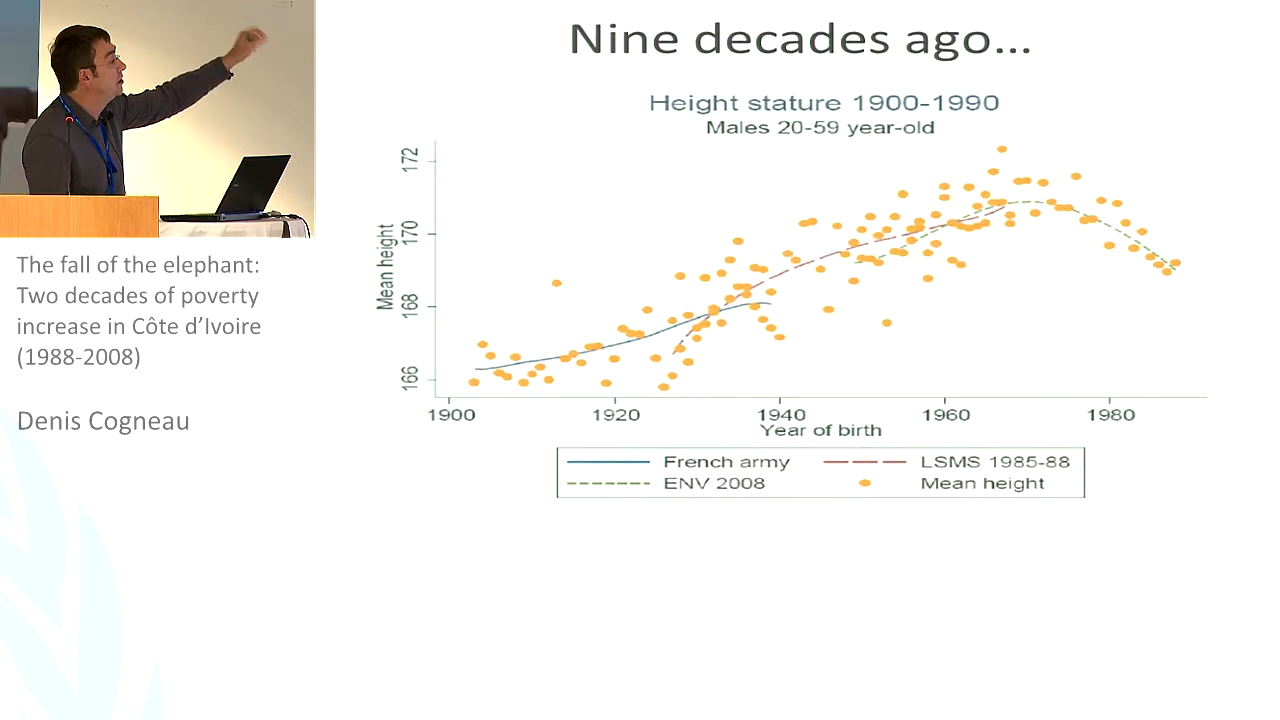 Nine decades ago...
Height stature 1900-1990
Males 20-59 year-old
172
170
168
166
Mean height
1900 1920 1940 1960 1980
Year of birth
French army LSMS 1985-88
ENV 2008 Mean height
The fall of the elephant:
Two decades of poverty
increase in Côte d’Ivoire
(1988-2008)
Denis Cogneau